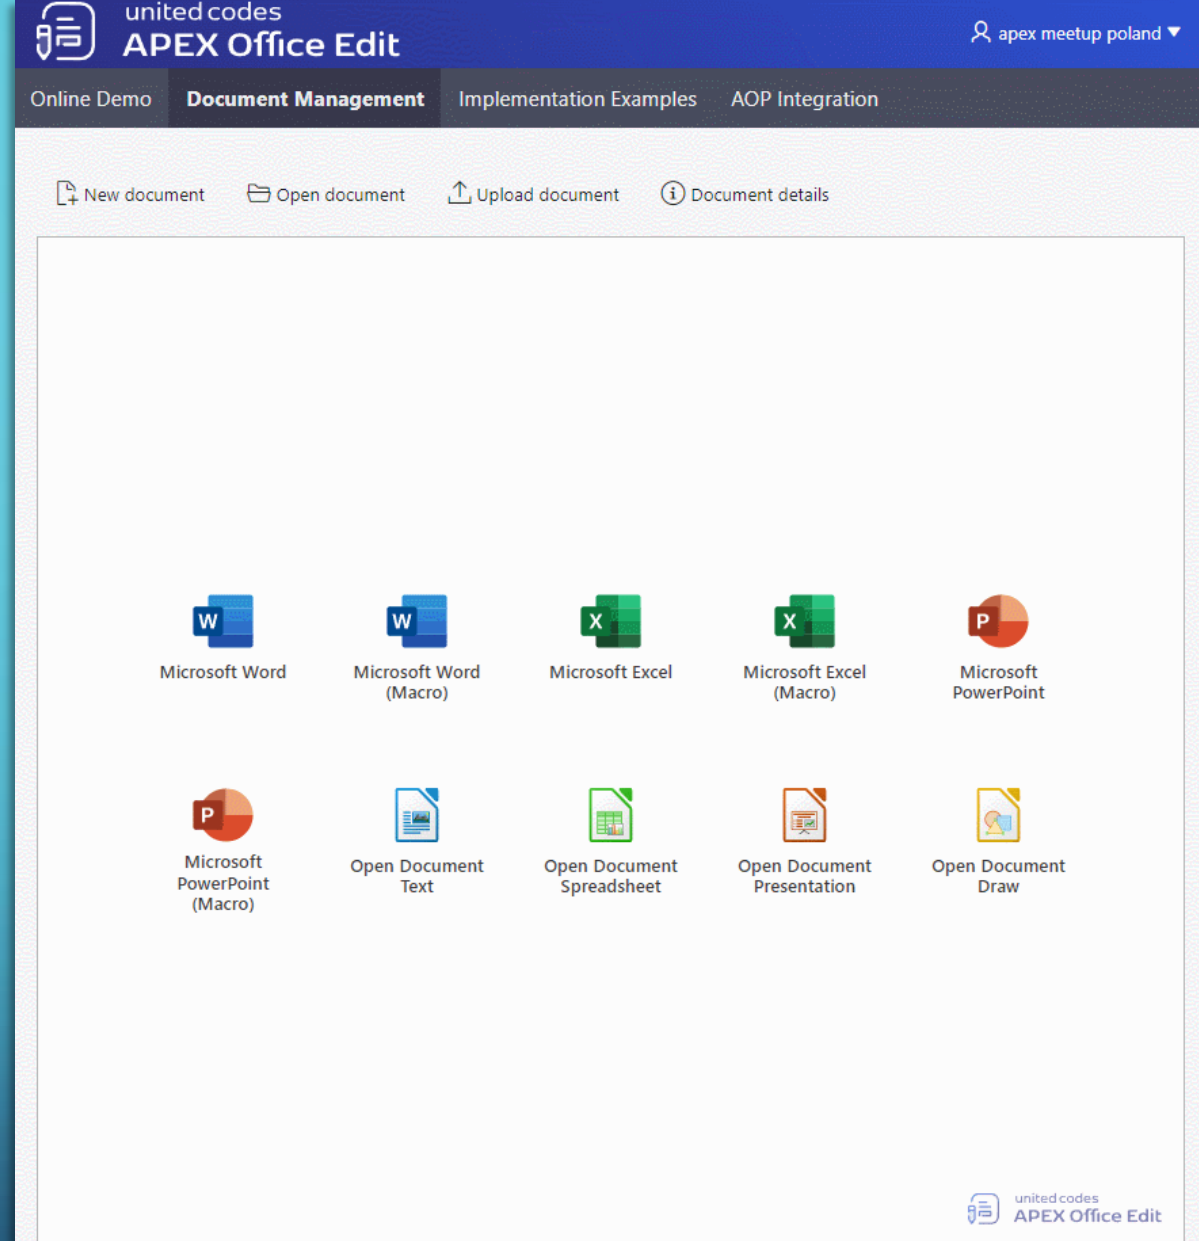 united codes
APEX Office Edit
apex meetup poland
Online Demo Document Management Implementation Examples AOP Integration
New document Open document Upload document Document details
W W X X P
Microsoft Word
Microsoft Word
(Macro)
Microsoft Excel
Microsoft Excel
(Macro)
Microsoft
PowerPoint
P
Microsoft
PowerPoint
(Macro)
Open Document
Text
Open Document
Spreadsheet
Open Document
Presentation
Open Document
Draw
united codes
APEX Office Edit